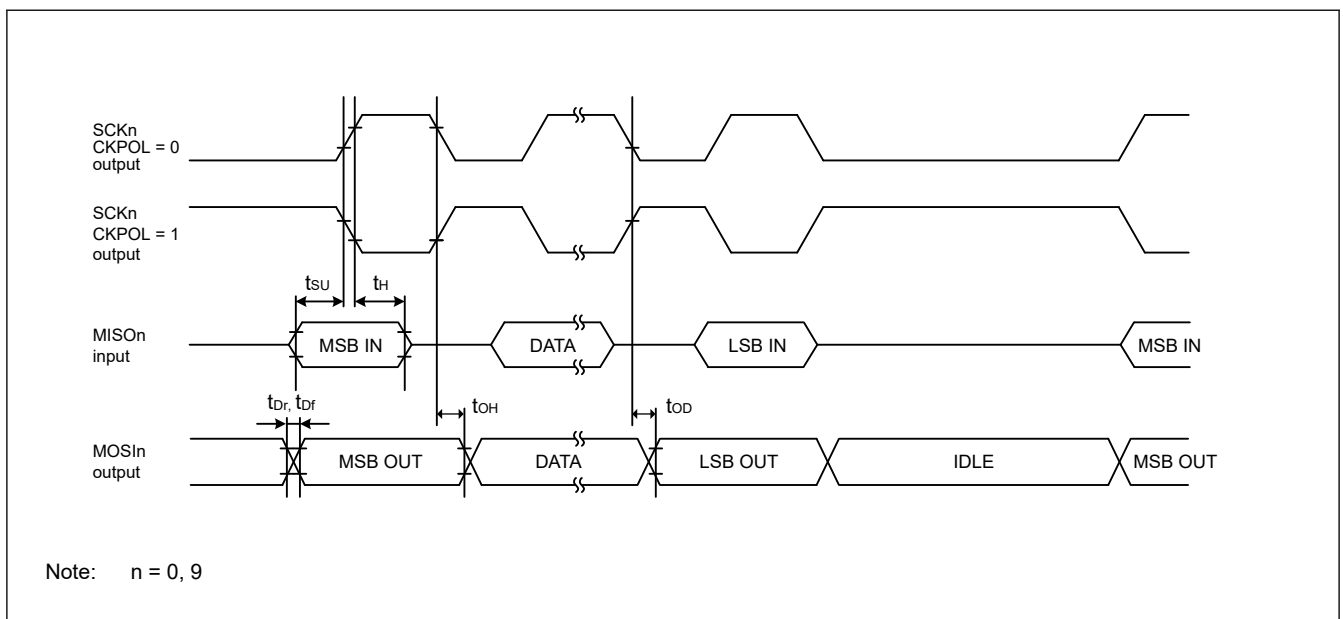 SCKn
CKPOL = 0
output
SCKn
CKPOL = 1
output
tSU
tH
MISOn
input
MSB IN
DATA
LSB IN
MSB IN
tDr, tDf
tOH
tOD
MOSIn
output
MSB OUT
DATA
LSB OUT
IDLE
MSB OUT
Note: n = 0, 9